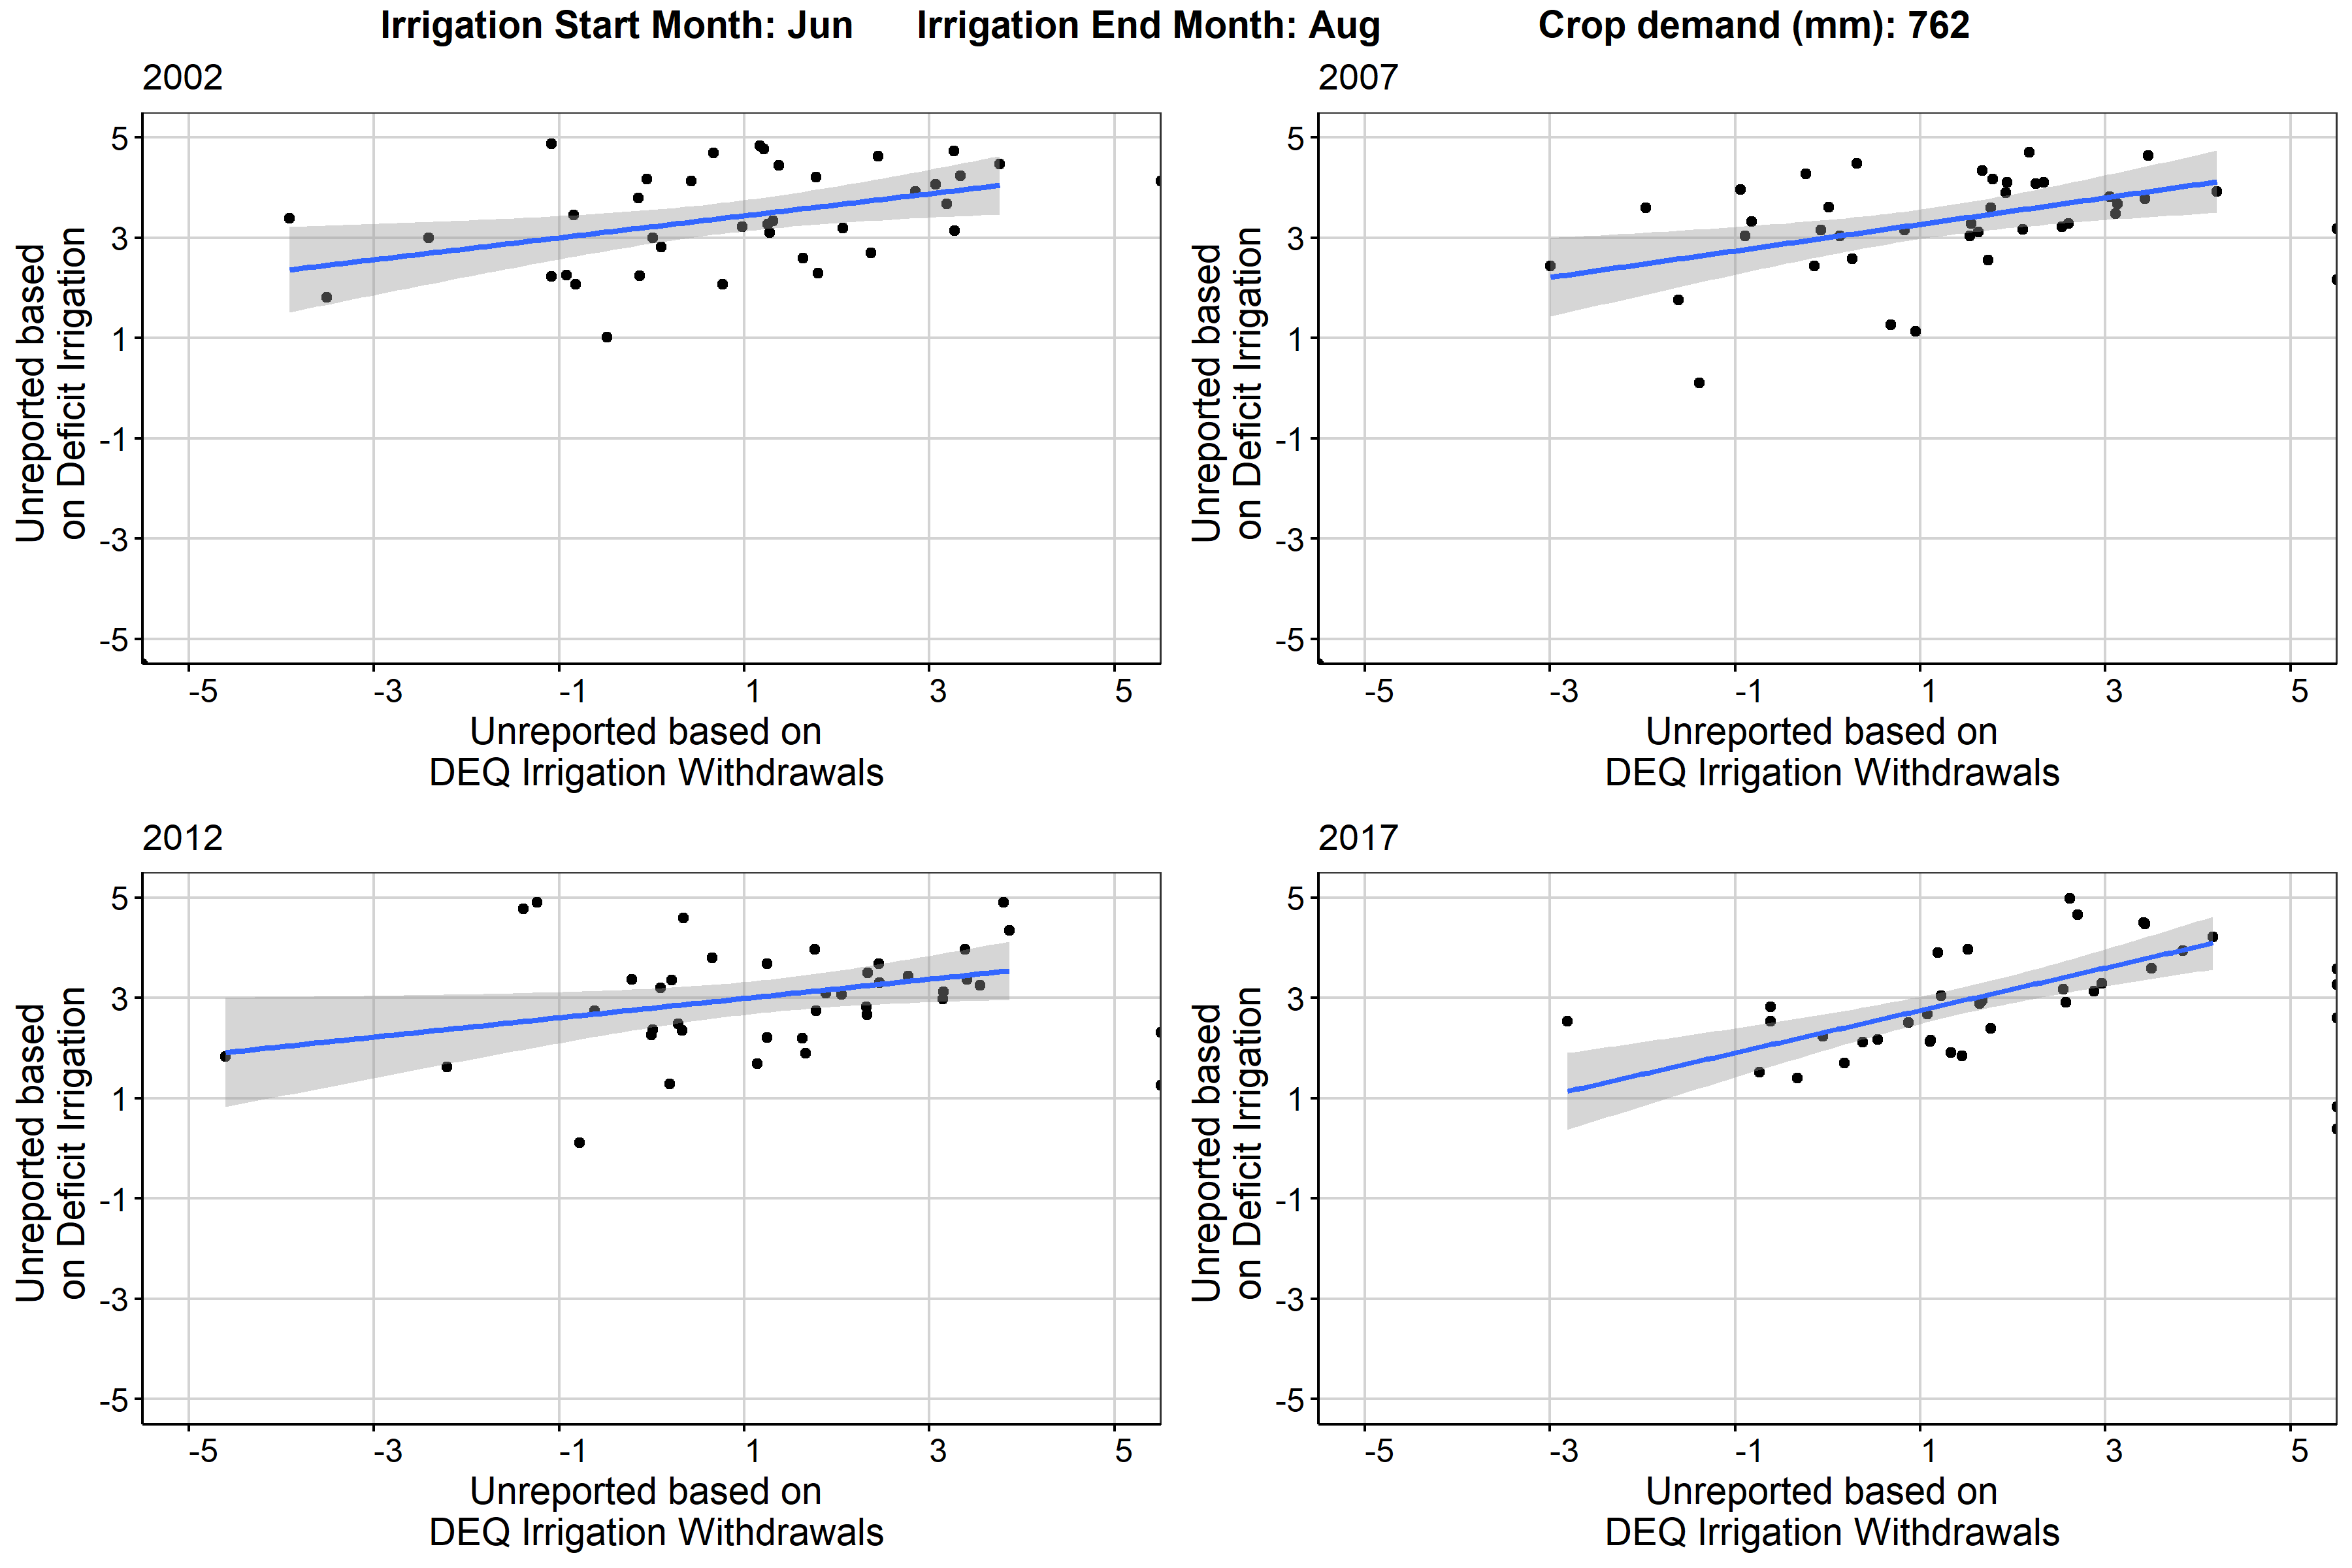 Irrigation Start Month: Jun Irrigation End Month: Aug Crop demand (mm): 762
2002
5
3
1
-1
-3
-5
Unreported based
on Deficit Irrigation
-5 -3 -1 1 3 5
Unreported based on
DEQ Irrigation Withdrawals
2007
5
3
1
-1
-3
-5
Unreported based
on Deficit Irrigation
-5 -3 -1 1 3 5
Unreported based on
DEQ Irrigation Withdrawals
2012
5
3
1
-1
-3
-5
Unreported based
on Deficit Irrigation
-5 -3 -1 1 3 5
Unreported based on
DEQ Irrigation Withdrawals
2017
5
3
1
-1
-3
-5
Unreported based
on Deficit Irrigation
-5 -3 -1 1 3 5
Unreported based on
DEQ Irrigation Withdrawals